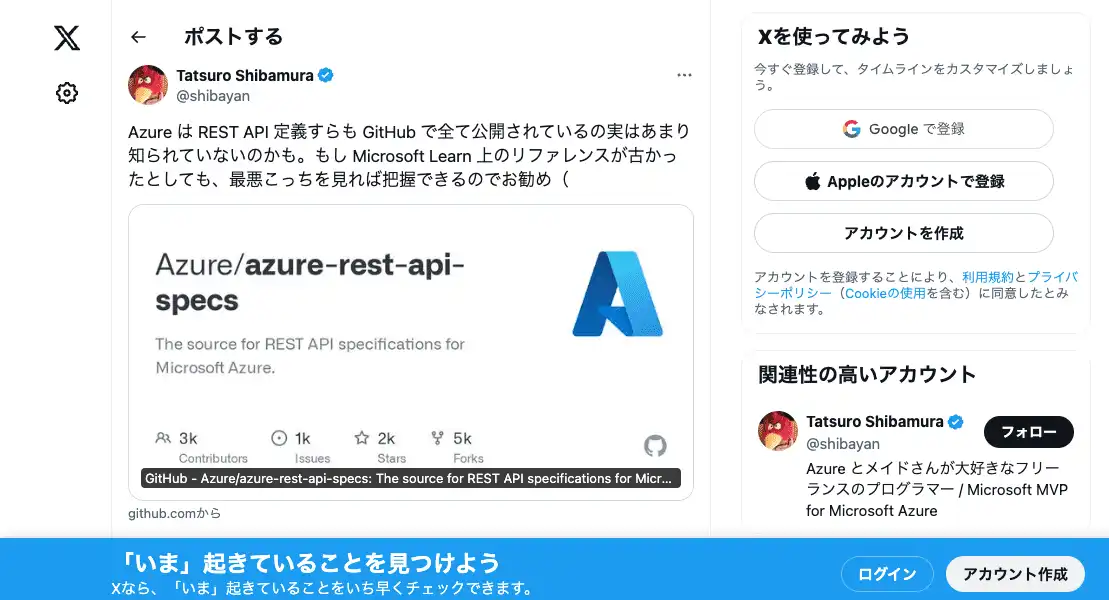 ポストする
Tatsuro Shibamura
@shibayan
Azure は REST API 定義すらも GitHub で全て公開されているの実はあまり
知られていないのかも。もし Microsoft Learn 上のリファレンスが古かっ
たとしても、最悪こっちを見れば把握できるのでお勧め（
Azure/azure-rest-api-
specs
The source for REST API specifications for
Microsoft Azure.
3k
Contributors
1k
Issues
2k
Stars
5k
Forks
GitHub - Azure/azure-rest-api-specs: The source for REST API specifications for Micr...
github.comから
Xを使ってみよう
今すぐ登録して、タイムラインをカスタマイズしましょ
う。
Google で登録
Appleのアカウントで登録
アカウントを作成
アカウントを登録することにより、利用規約とプライバ
シーポリシー（Cookieの使用を含む）に同意したとみ
なされます。
関連性の高いアカウント
Tatsuro Shibamura
@shibayan
フォロー
Azure とメイドさんが大好きなフリー
ランスのプログラマー / Microsoft MVP
for Microsoft Azure
「いま」起きていることを見つけよう
Xなら、「いま」起きていることをいち早くチェックできます。
ログイン
アカウント作成